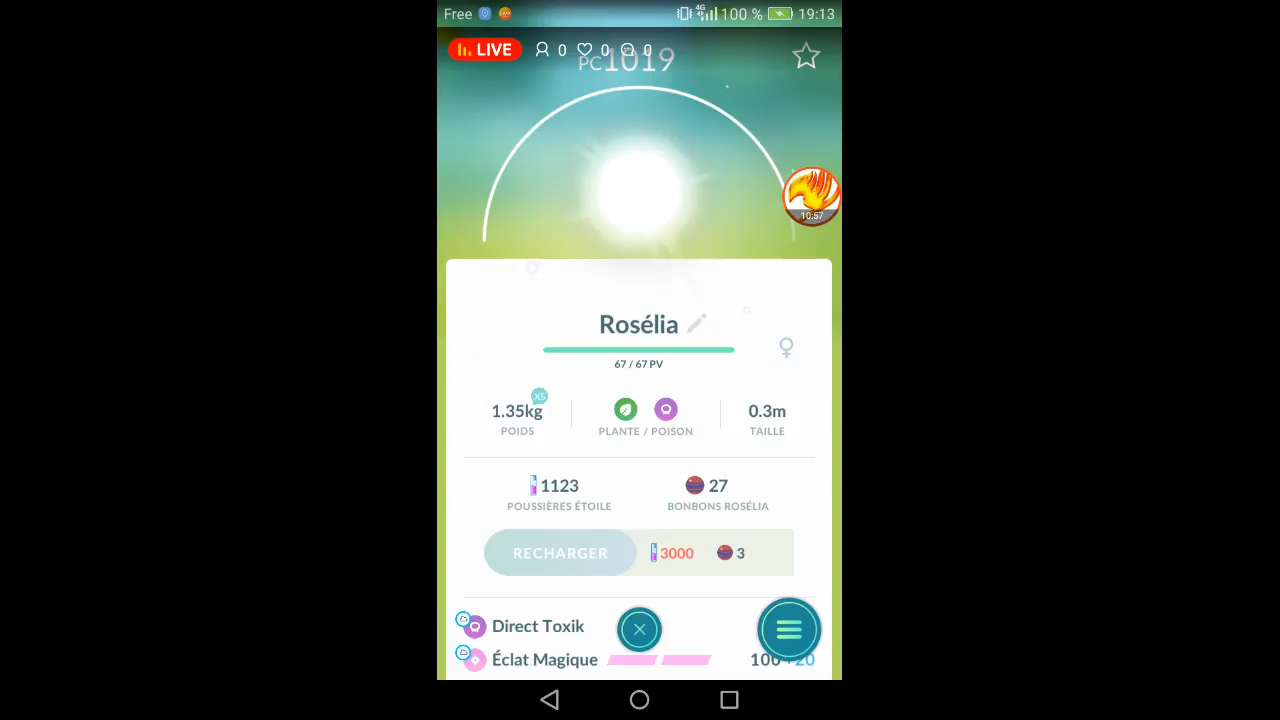 Free 4G 100 % 19:13
LIVE 0 0 0
PC1019
10:57
Rosélia
67 / 67 PV
XS
1.35kg 0.3m
POIDS PLANTE / POISON TAILLE
1123 27
POUSSIÈRES ÉTOILE BONBONS ROSÉLIA
RECHARGER 3000 3
Direct Toxik
Éclat Magique 100 +20